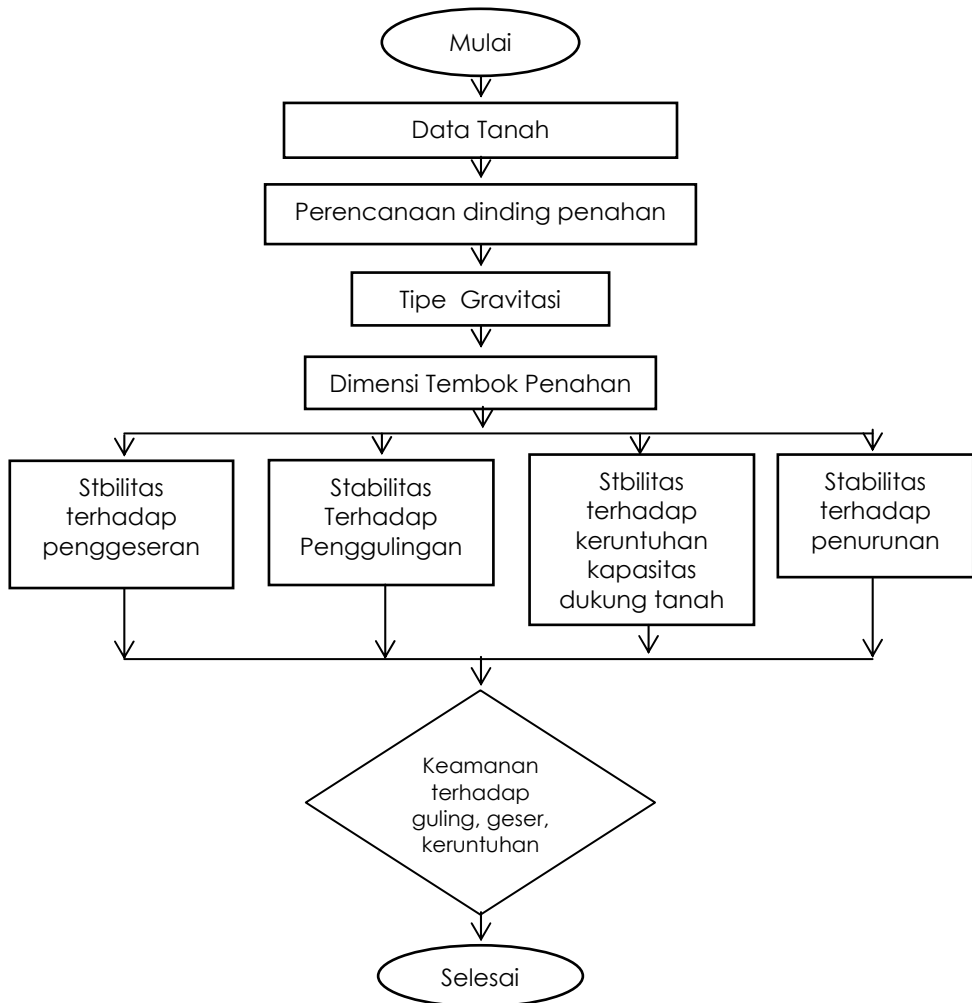 Mulai
Data Tanah
Perencanaan dinding penahan
Tipe Gravitasi
Dimensi Tembok Penahan
Stbilitas
terhadap
penggeseran
Stabilitas
Terhadap
Penggulingan
Stbilitas
terhadap
keruntuhan
kapasitas
dukung tanah
Stabilitas
terhadap
penurunan
Keamanan
terhadap
guling, geser,
keruntuhan
Selesai